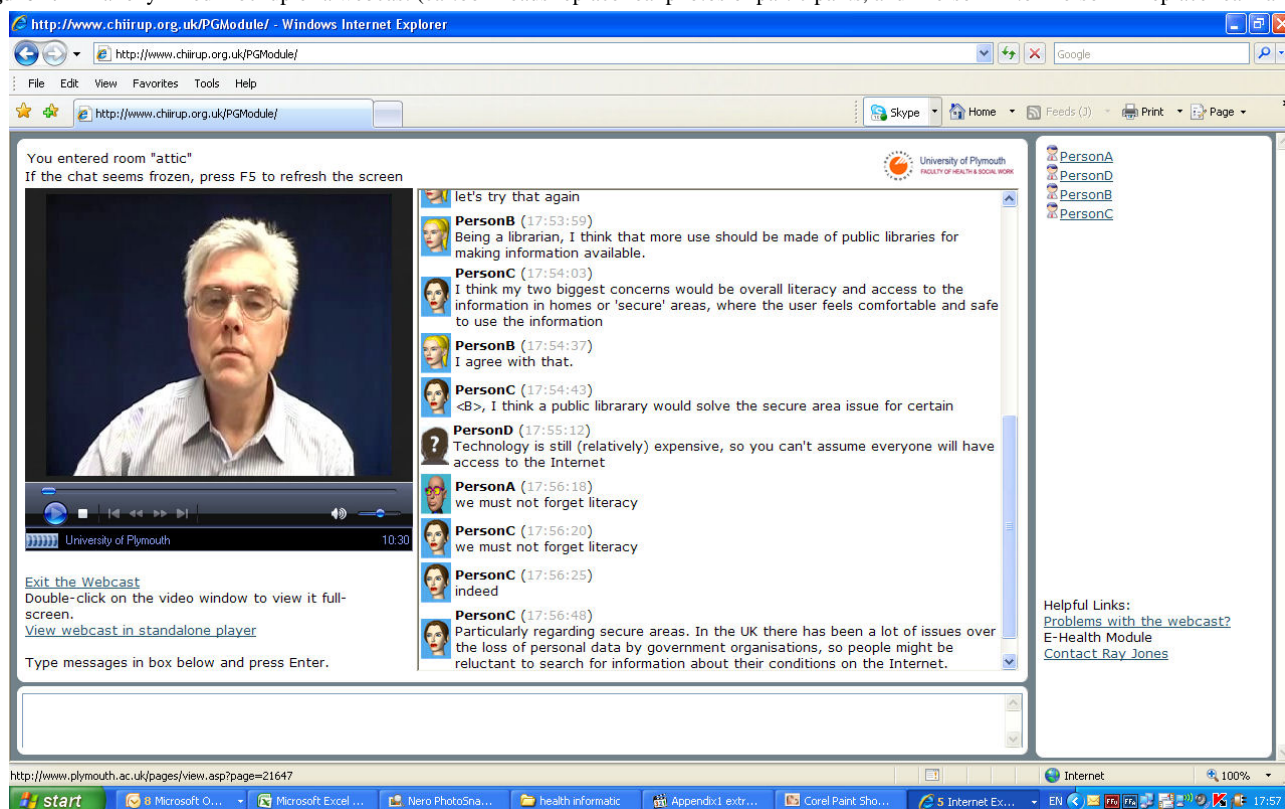 http://www.chiirup.org.uk/PGModule/ - Windows Internet Explorer
http://www.chiirup.org.uk/PGModule/
Google
File Edit View Favorites Tools Help
http://www.chiirup.org.uk/PGModule/
Skype Home Feeds (J) Print Page
You entered room "attic"
If the chat seems frozen, press F5 to refresh the screen
University of Plymouth
FACULTY OF HEALTH & SOCIAL WORK
let's try that again
PersonB (17:53:59)
Being a librarian, I think that more use should be made of public libraries for
making information available.
PersonC (17:54:03)
I think my two biggest concerns would be overall literacy and access to the
information in homes or 'secure' areas, where the user feels comfortable and safe
to use the information
PersonB (17:54:37)
I agree with that.
PersonC (17:54:43)
<B>, I think a public librarary would solve the secure area issue for certain
PersonD (17:55:12)
Technology is still (relatively) expensive, so you can't assume everyone will have
access to the Internet
PersonA (17:56:18)
we must not forget literacy
PersonC (17:56:20)
we must not forget literacy
PersonC (17:56:25)
indeed
PersonC (17:56:48)
Particularly regarding secure areas. In the UK there has been a lot of issues over
the loss of personal data by government organisations, so people might be
reluctant to search for information about their conditions on the Internet.
University of Plymouth 10:30
Exit the Webcast
Double-click on the video window to view it full-
screen.
View webcast in standalone player
Type messages in box below and press Enter.
PersonA
PersonD
PersonB
PersonC
Helpful Links:
Problems with the webcast?
E-Health Module
Contact Ray Jones
http://www.plymouth.ac.uk/pages/view.asp?page=21647
Internet 100%
start 8 Microsoft O... Microsoft Excel ... Nero PhotoSna... health informatic Appendix1 extr... Corel Paint Sho... 5 Internet Ex... EN 17:57